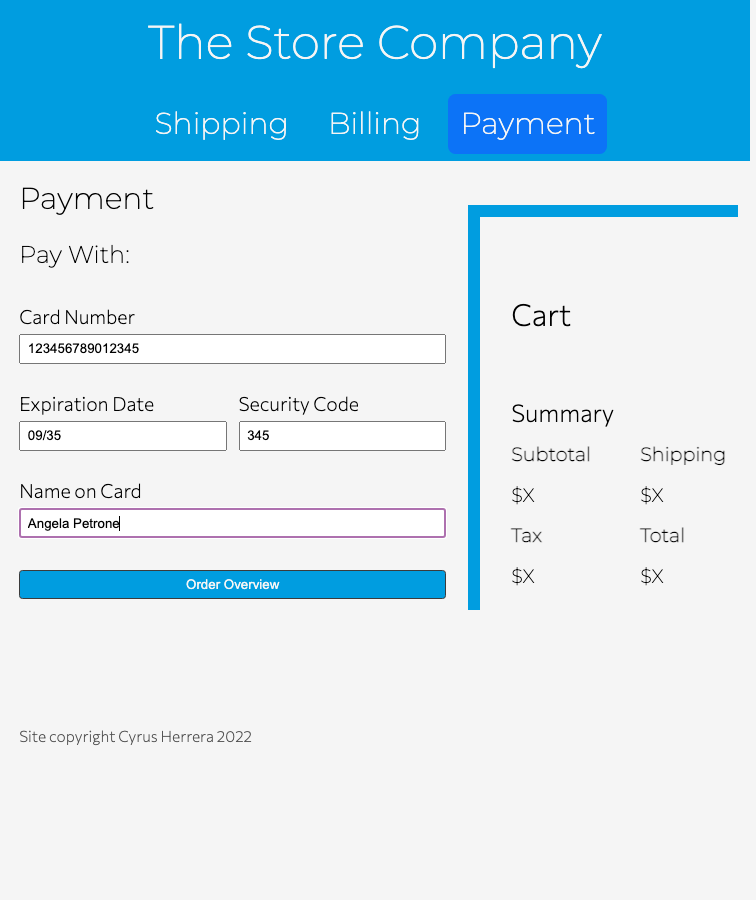 The Store Company
Shipping Billing Payment
Payment
Pay With:
Card Number
123456789012345
Expiration Date Security Code
09/35 345
Name on Card
Angela Petrone
Order Overview
Cart
Summary
Subtotal Shipping
$X $X
Tax Total
$X $X
Site copyright Cyrus Herrera 2022